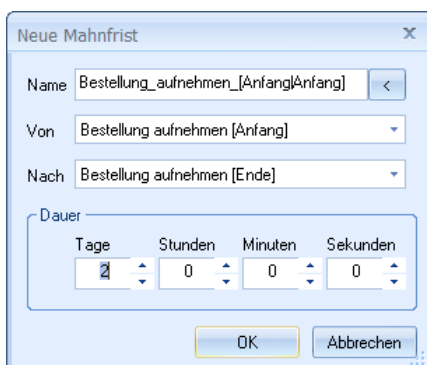 Neue Mahnfrist x
Name Bestellung_aufnehmen_[Anfang|Anfang] <
Von Bestellung aufnehmen [Anfang]
Nach Bestellung aufnehmen [Ende]
Dauer
Tage Stunden Minuten Sekunden
2 0 0 0
OK Abbrechen